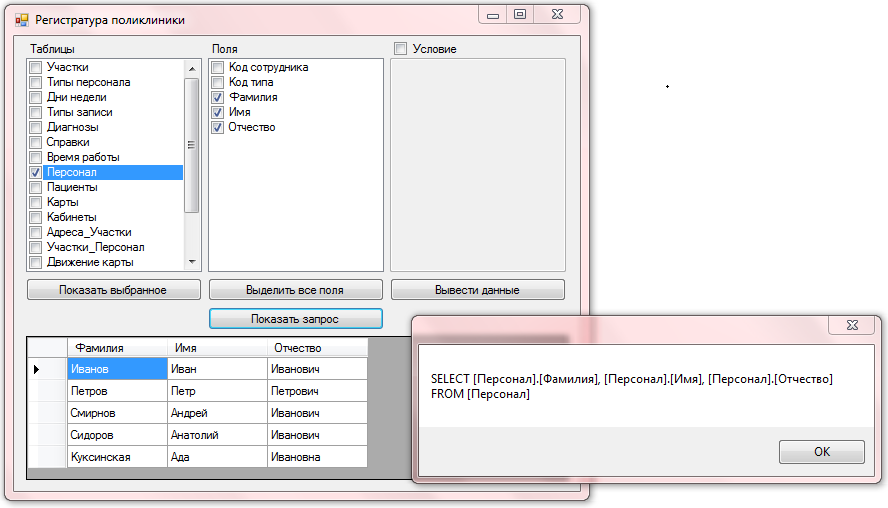 Регистратура поликлиники
Таблицы
Поля
Условие
Участки
Типы персонала
Дни недели
Типы записи
Диагнозы
Справки
Время работы
Персонал
Пациенты
Карты
Кабинеты
Адреса_Участки
Участки_Персонал
Движение карты
Код сотрудника
Код типа
Фамилия
Имя
Отчество
Показать выбранное
Выделить все поля
Вывести данные
Показать запрос
Фамилия Имя Отчество
Иванов Иван Иванович
Петров Петр Петрович
Смирнов Андрей Иванович
Сидоров Анатолий Иванович
Куксинская Ада Ивановна
SELECT [Персонал].[Фамилия], [Персонал].[Имя], [Персонал].[Отчество]
FROM [Персонал]
OK